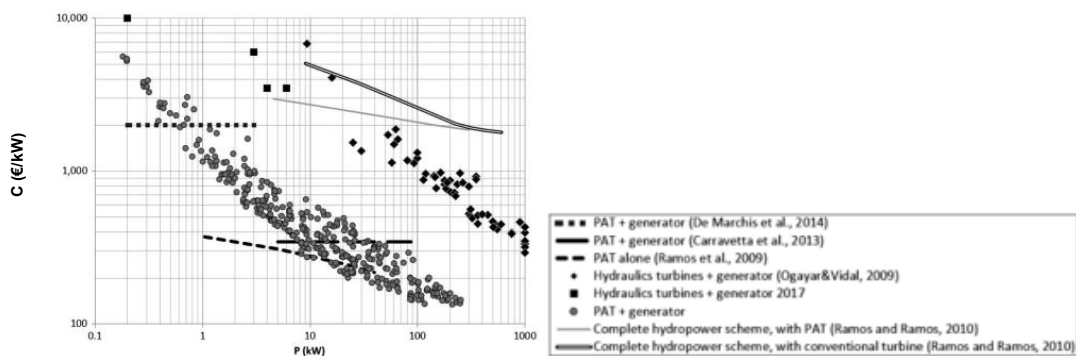 10,000
1,000
100
C (€/kW)
0.1
1
10
100
1000
P (kW)
PAT + generator (De Marchis et al., 2014)
PAT + generator (Carravetta et al., 2013)
PAT alone (Ramos et al., 2009)
Hydraulics turbines + generator (Ogayar&Vidal, 2009)
Hydraulics turbines + generator 2017
PAT + generator
Complete hydropower scheme, with PAT (Ramos and Ramos, 2010)
Complete hydropower scheme, with conventional turbine (Ramos and Ramos, 2010)